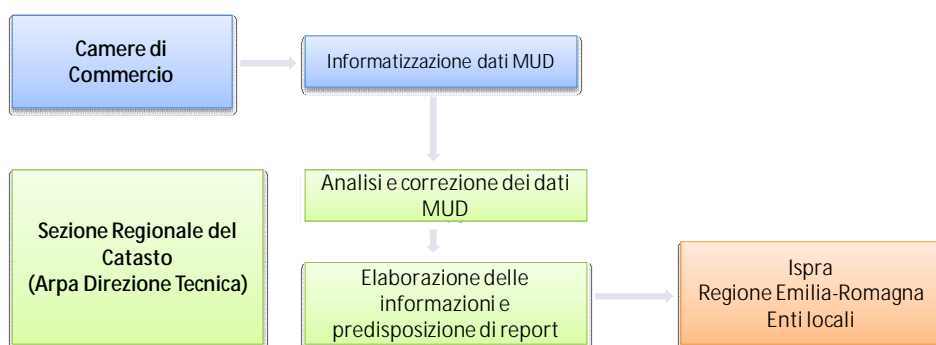 Camere di
Commercio
Informatizzazione dati MUD
Analisi e correzione dei dati
MUD
Sezione Regionale del
Catasto
(Arpa Direzione Tecnica)
Elaborazione delle
informazioni e
predisposizione di report
Ispra
Regione Emilia-Romagna
Enti locali